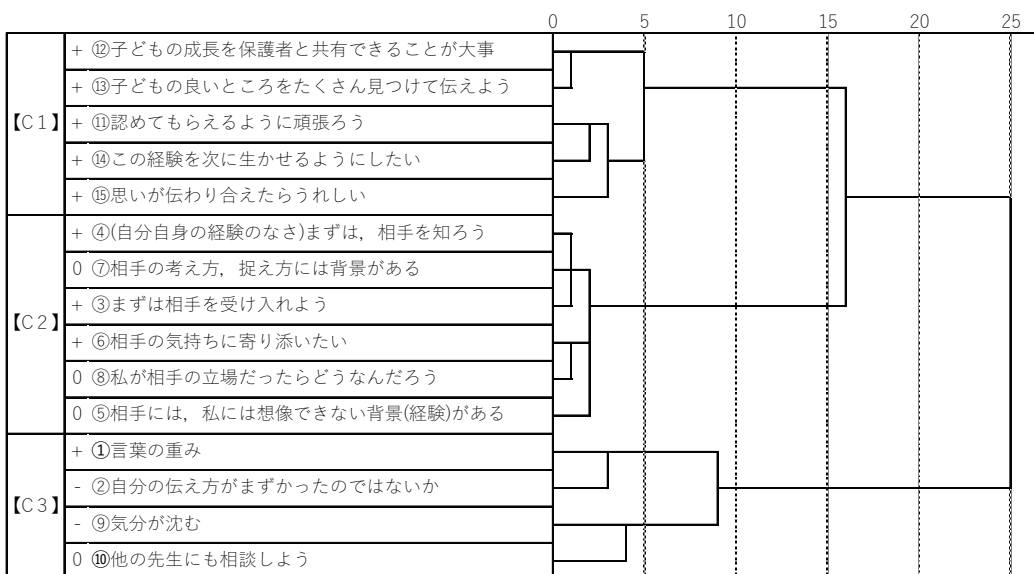 0 5 10 15 20 25
【C1】
+ ⑫子どもの成長を保護者と共有できることが大事
+ ⑬子どもの良いところをたくさん見つけて伝えよう
+ ⑪認めてもらえるように頑張ろう
+ ⑭この経験を次に生かせるようにしたい
+ ⑮思いが伝わり合えたらうれしい
【C2】
+ ④(自分自身の経験のなさ)まずは，相手を知ろう
0 ⑦相手の考え方，捉え方には背景がある
+ ③まずは相手を受け入れよう
+ ⑥相手の気持ちに寄り添いたい
0 ⑧私が相手の立場だったらどうなんだろう
0 ⑤相手には，私には想像できない背景(経験)がある
【C3】
+ ①言葉の重み
- ②自分の伝え方がまずかったのではないか
- ⑨気分が沈む
0 ⑩他の先生にも相談しよう